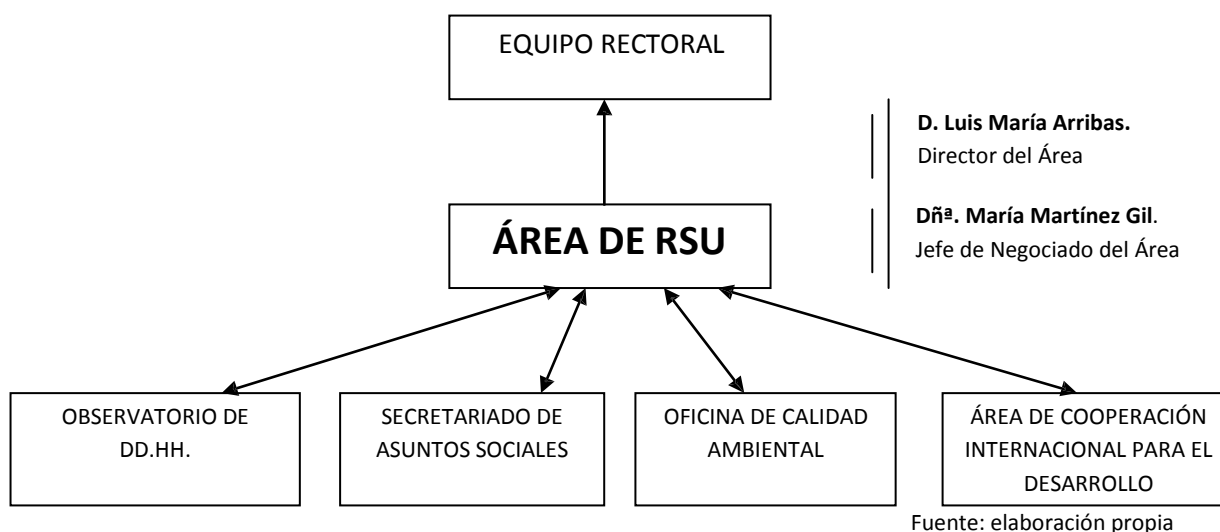 EQUIPO RECTORAL
D. Luis María Arribas.
Director del Área
Dñª. María Martínez Gil.
Jefe de Negociado del Área
ÁREA DE RSU
OBSERVATORIO DE
DD.HH.
SECRETARIADO DE
ASUNTOS SOCIALES
OFICINA DE CALIDAD
AMBIENTAL
ÁREA DE COOPERACIÓN
INTERNACIONAL PARA EL
DESARROLLO
Fuente: elaboración propia